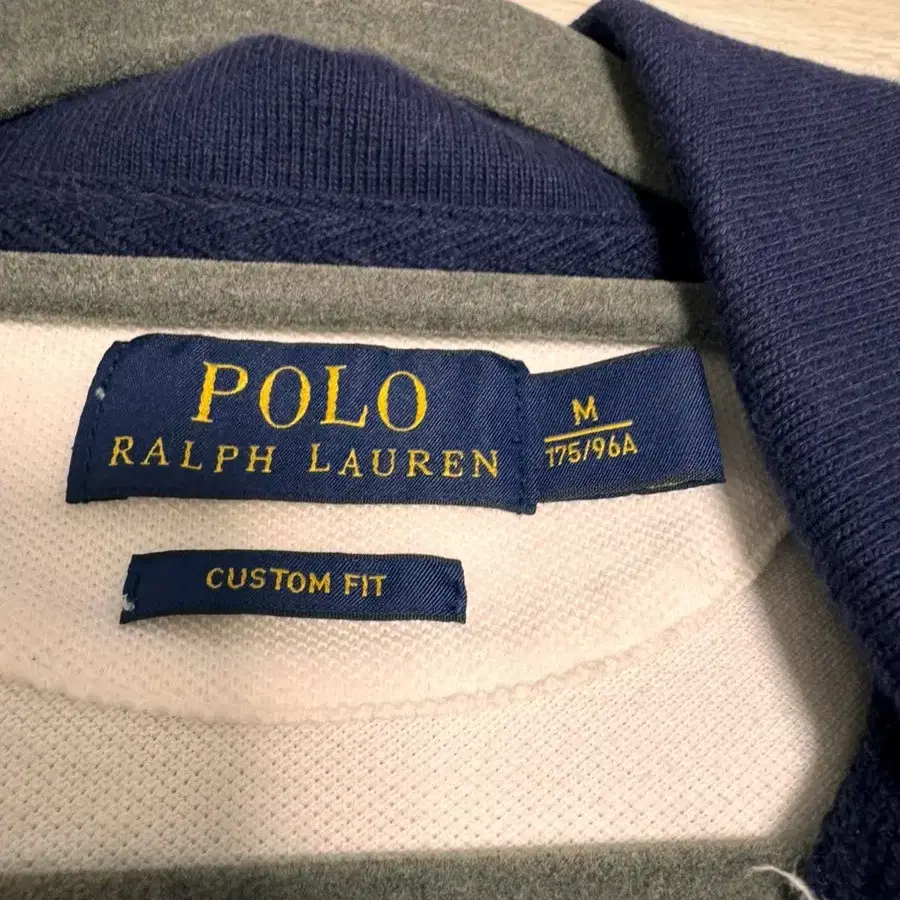 POLO
RALPH LAUREN
M
175/96A
CUSTOM FIT